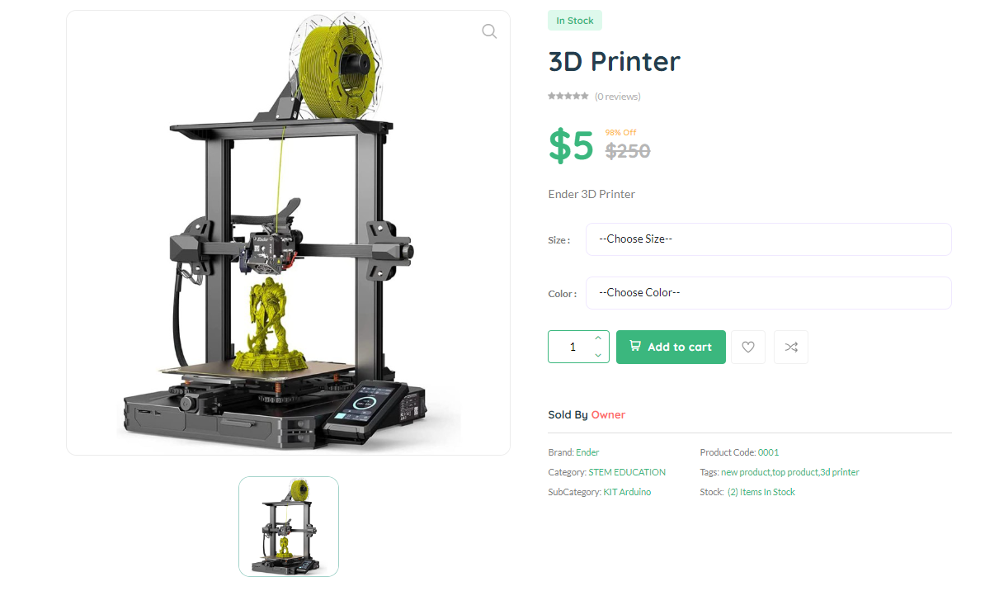 In Stock
3D Printer
(0 reviews)
$5
98% Off
$250
Ender 3D Printer
Size :
--Choose Size--
Color :
--Choose Color--
1
Add to cart
Sold By Owner
Brand: Ender
Product Code: 0001
Category: STEM EDUCATION
Tags: new product,top product,3d printer
SubCategory: KIT Arduino
Stock: (2) Items In Stock
Ender